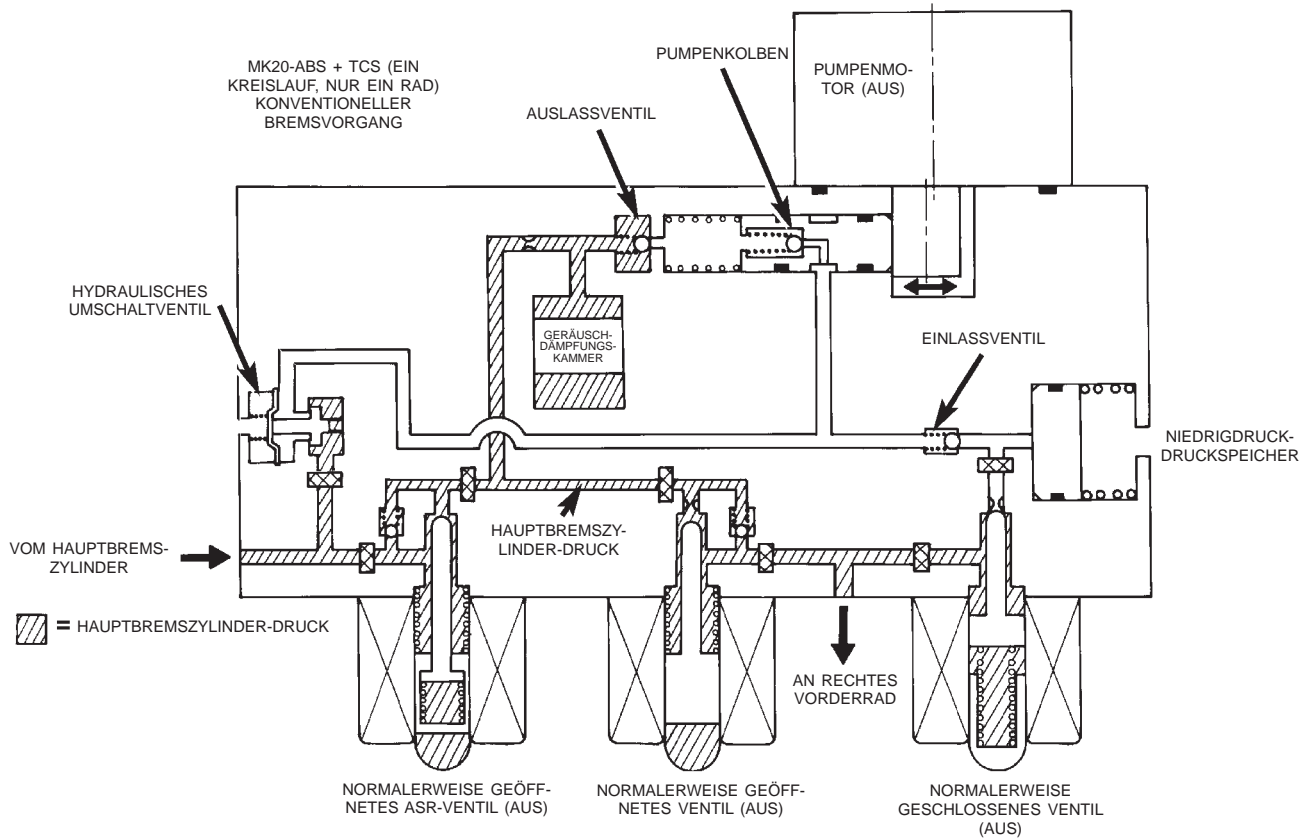 MK20-ABS + TCS (EIN
KREISLAUF, NUR EIN RAD)
KONVENTIONELLER
BREMSVORGANG
PUMPENKOLBEN
PUMPENMO-
TOR (AUS)
AUSLASSVENTIL
HYDRAULISCHES
UMSCHALTVENTIL
GERÄUSCH-
DÄMPFUNGS-
KAMMER
EINLASSVENTIL
NIEDRIGDRUCK-
DRUCKSPEICHER
HAUPTBREMSZY-
LINDER-DRUCK
VOM HAUPTBREMS-
ZYLINDER
= HAUPTBREMSZYLINDER-DRUCK
AN RECHTES
VORDERRAD
NORMALERWEISE GEÖFF-
NETES ASR-VENTIL (AUS)
NORMALERWEISE GEÖFF-
NETES VENTIL (AUS)
NORMALERWEISE
GESCHLOSSENES VENTIL
(AUS)